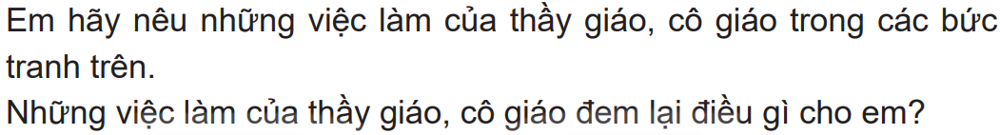 Em hãy nêu những việc làm của thầy giáo, cô giáo trong các bức
tranh trên.
Những việc làm của thầy giáo, cô giáo đem lại điều gì cho em?